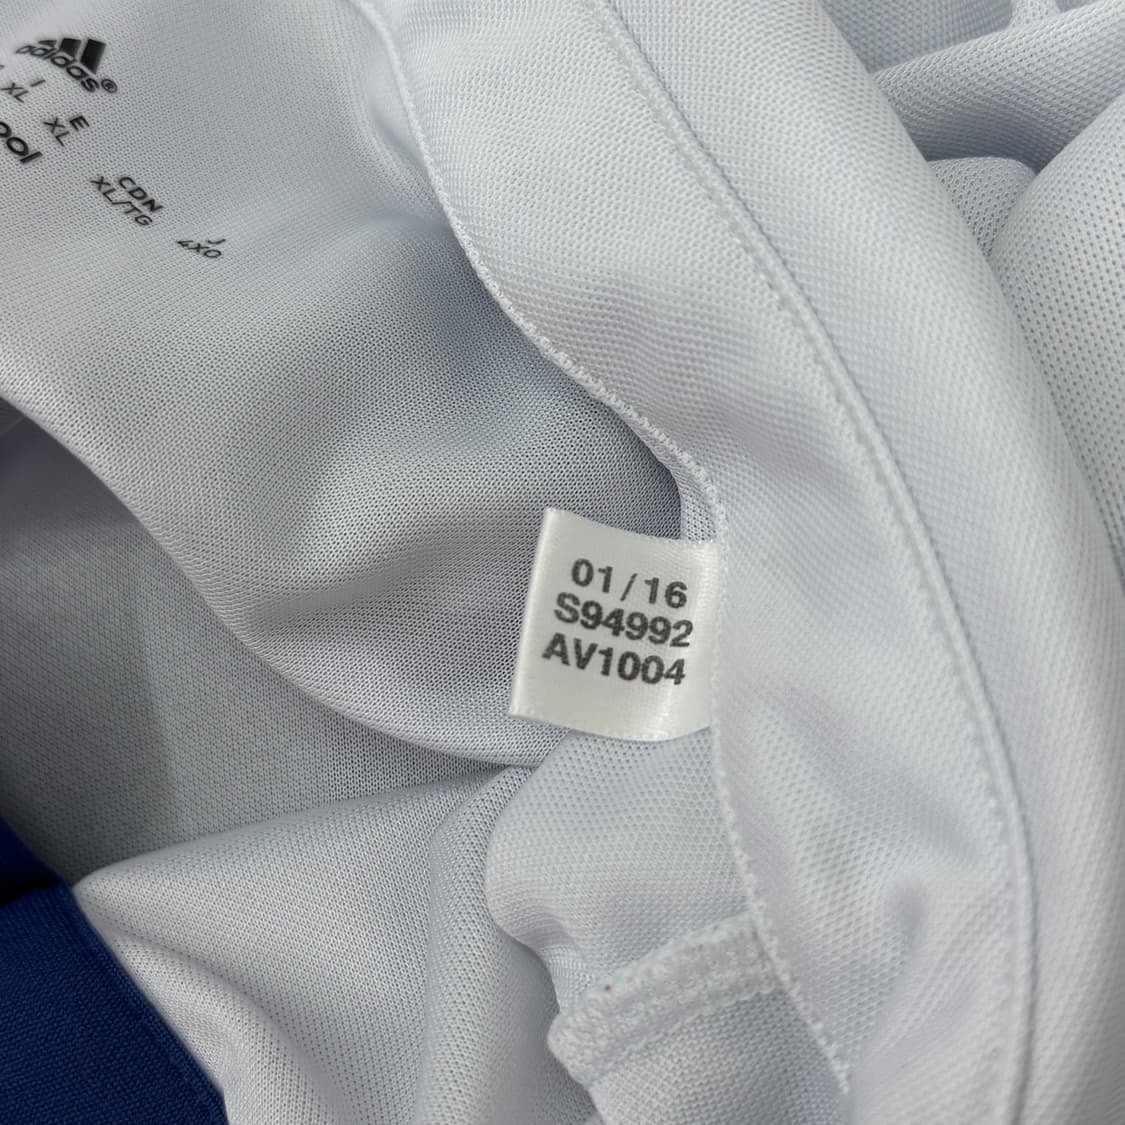 adidas®
I
XL
E
XL
CDN
XL/TG
J
4XO
01/16
S94992
AV1004